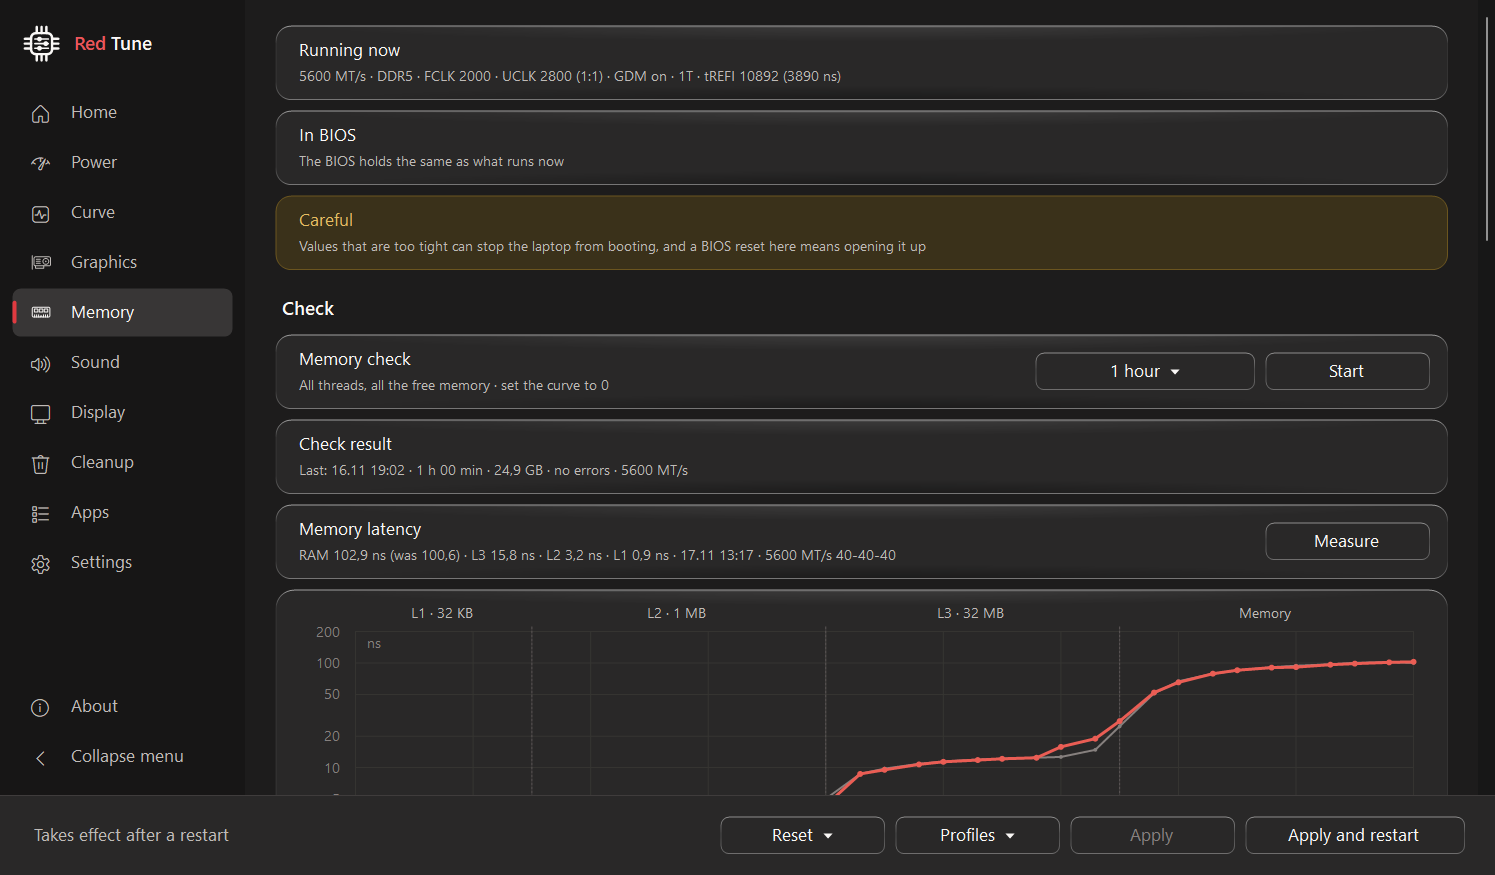 Red Tune
Home
Power
Curve
Graphics
Memory
Sound
Display
Cleanup
Apps
Settings
About
Collapse menu
Running now
5600 MT/s · DDR5 · FCLK 2000 · UCLK 2800 (1:1) · GDM on · 1T · tREFI 10892 (3890 ns)
In BIOS
The BIOS holds the same as what runs now
Careful
Values that are too tight can stop the laptop from booting, and a BIOS reset here means opening it up
Check
Memory check
All threads, all the free memory · set the curve to 0
1 hour
Start
Check result
Last: 16.11 19:02 · 1 h 00 min · 24,9 GB · no errors · 5600 MT/s
Memory latency
RAM 102,9 ns (was 100,6) · L3 15,8 ns · L2 3,2 ns · L1 0,9 ns · 17.11 13:17 · 5600 MT/s 40-40-40
Measure
L1 · 32 KB
L2 · 1 MB
L3 · 32 MB
Memory
200
ns
100
50
20
10
Takes effect after a restart
Reset
Profiles
Apply
Apply and restart